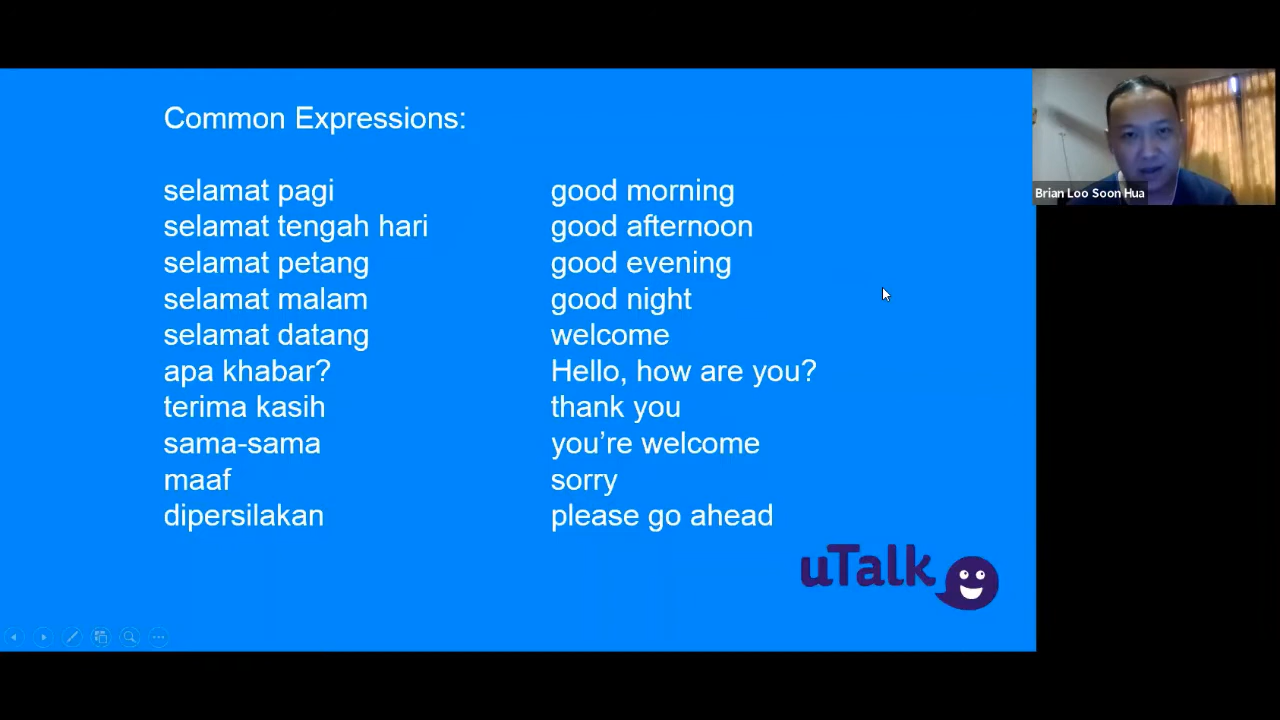 Common Expressions:
selamat pagi good morning
selamat tengah hari good afternoon
selamat petang good evening
selamat malam good night
selamat datang welcome
apa khabar? Hello, how are you?
terima kasih thank you
sama-sama you’re welcome
maaf sorry
dipersilakan please go ahead
uTalk
Brian Loo Soon Hua